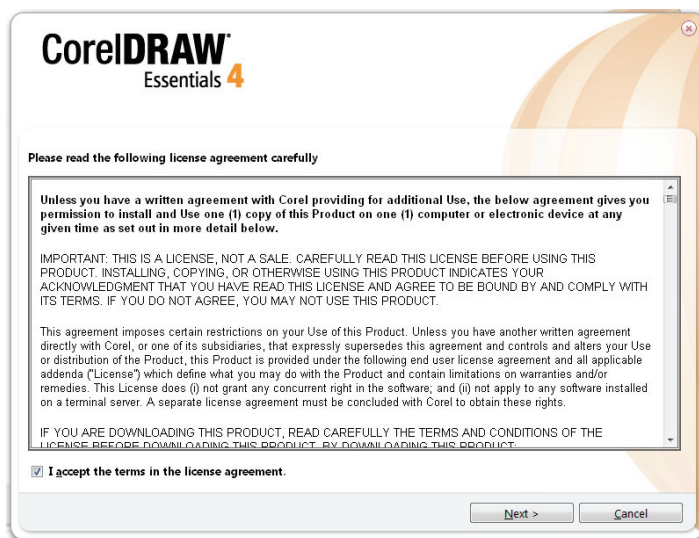 CorelDRAW®
Essentials 4
Please read the following license agreement carefully
Unless you have a written agreement with Corel providing for additional Use, the below agreement gives you
permission to install and Use one (1) copy of this Product on one (1) computer or electronic device at any
given time as set out in more detail below.
IMPORTANT: THIS IS A LICENSE, NOT A SALE. CAREFULLY READ THIS LICENSE BEFORE USING THIS
PRODUCT. INSTALLING, COPYING, OR OTHERWISE USING THIS PRODUCT INDICATES YOUR
ACKNOWLEDGMENT THAT YOU HAVE READ THIS LICENSE AND AGREE TO BE BOUND BY AND COMPLY WITH
ITS TERMS. IF YOU DO NOT AGREE, YOU MAY NOT USE THIS PRODUCT.
This agreement imposes certain restrictions on your Use of this Product. Unless you have another written agreement
directly with Corel, or one of its subsidiaries, that expressly supersedes this agreement and controls and alters your Use
or distribution of the Product, this Product is provided under the following end user license agreement and all applicable
addenda ("License") which define what you may do with the Product and contain limitations on warranties and/or
remedies. This License does (i) not grant any concurrent right in the software; and (ii) not apply to any software installed
on a terminal server. A separate license agreement must be concluded with Corel to obtain these rights.
IF YOU ARE DOWNLOADING THIS PRODUCT, READ CAREFULLY THE TERMS AND CONDITIONS OF THE
LICENSE BEFORE DOWNLOADING THIS PRODUCT. BY DOWNLOADING THIS PRODUCT:
I accept the terms in the license agreement.
Next >
Cancel